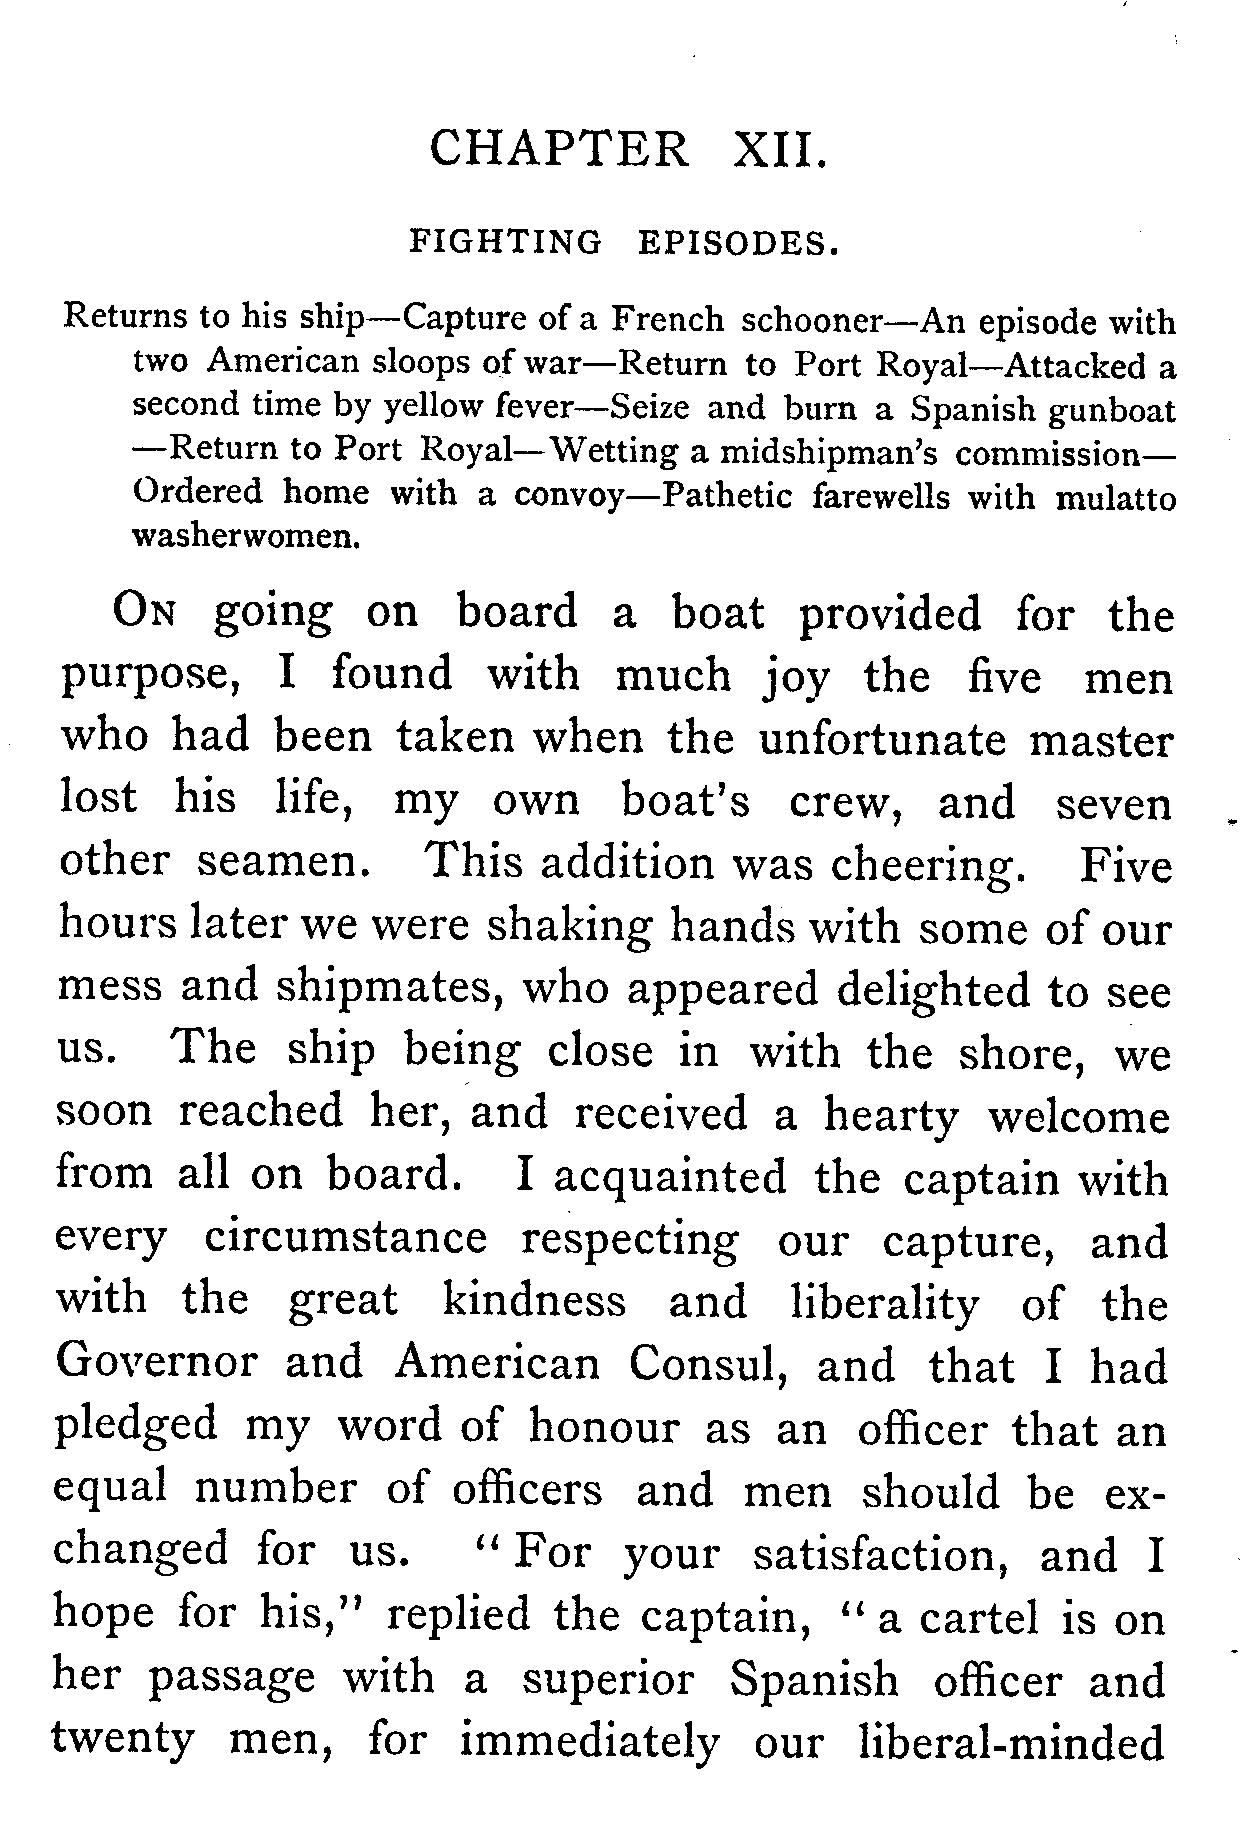 CHAPTER XII.
FIGHTING EPISODES.
Returns to his ship—Capture of a French schooner—An episode with
two American sloops of war—Return to Port Royal—Attacked a
second time by yellow fever—Seize and burn a Spanish gunboat
—Return to Port Royal—Wetting a midshipman's commission—
Ordered home with a convoy—Pathetic farewells with mulatto
washerwomen.
ON going on board a boat provided for the
purpose, I found with much joy the five men
who had been taken when the unfortunate master
lost his life, my own boat's crew, and seven
other seamen. This addition was cheering. Five
hours later we were shaking hands with some of our
mess and shipmates, who appeared delighted to see
us. The ship being close in with the shore, we
soon reached her, and received a hearty welcome
from all on board. I acquainted the captain with
every circumstance respecting our capture, and
with the great kindness and liberality of the
Governor and American Consul, and that I had
pledged my word of honour as an officer that an
equal number of officers and men should be ex-
changed for us. "For your satisfaction, and I
hope for his," replied the captain, "a cartel is on
her passage with a superior Spanish officer and
twenty men, for immediately our liberal-minded